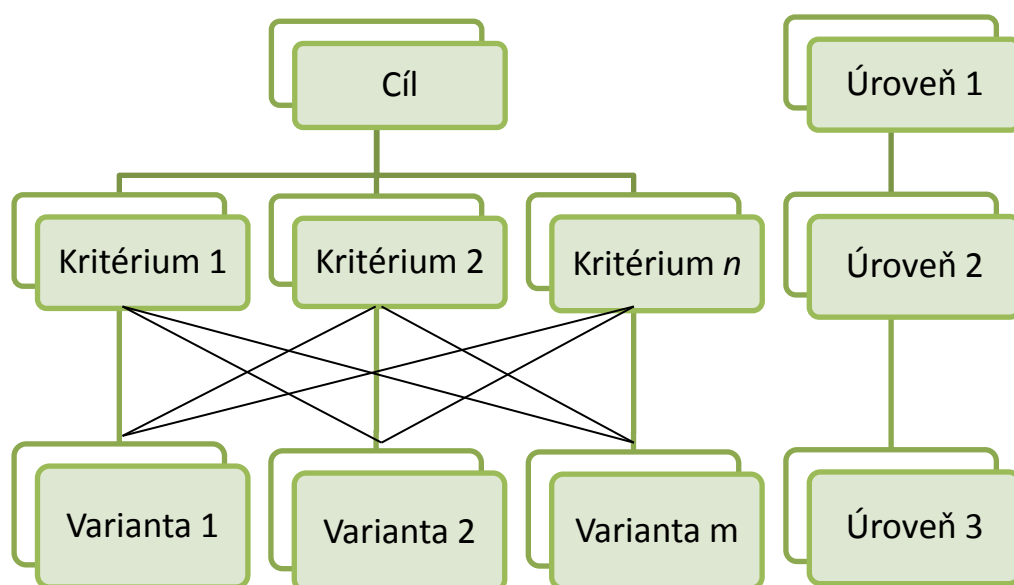 Cíl
Úroveň 1
Kritérium 1
Kritérium 2
Kritérium n
Úroveň 2
Varianta 1
Varianta 2
Varianta m
Úroveň 3